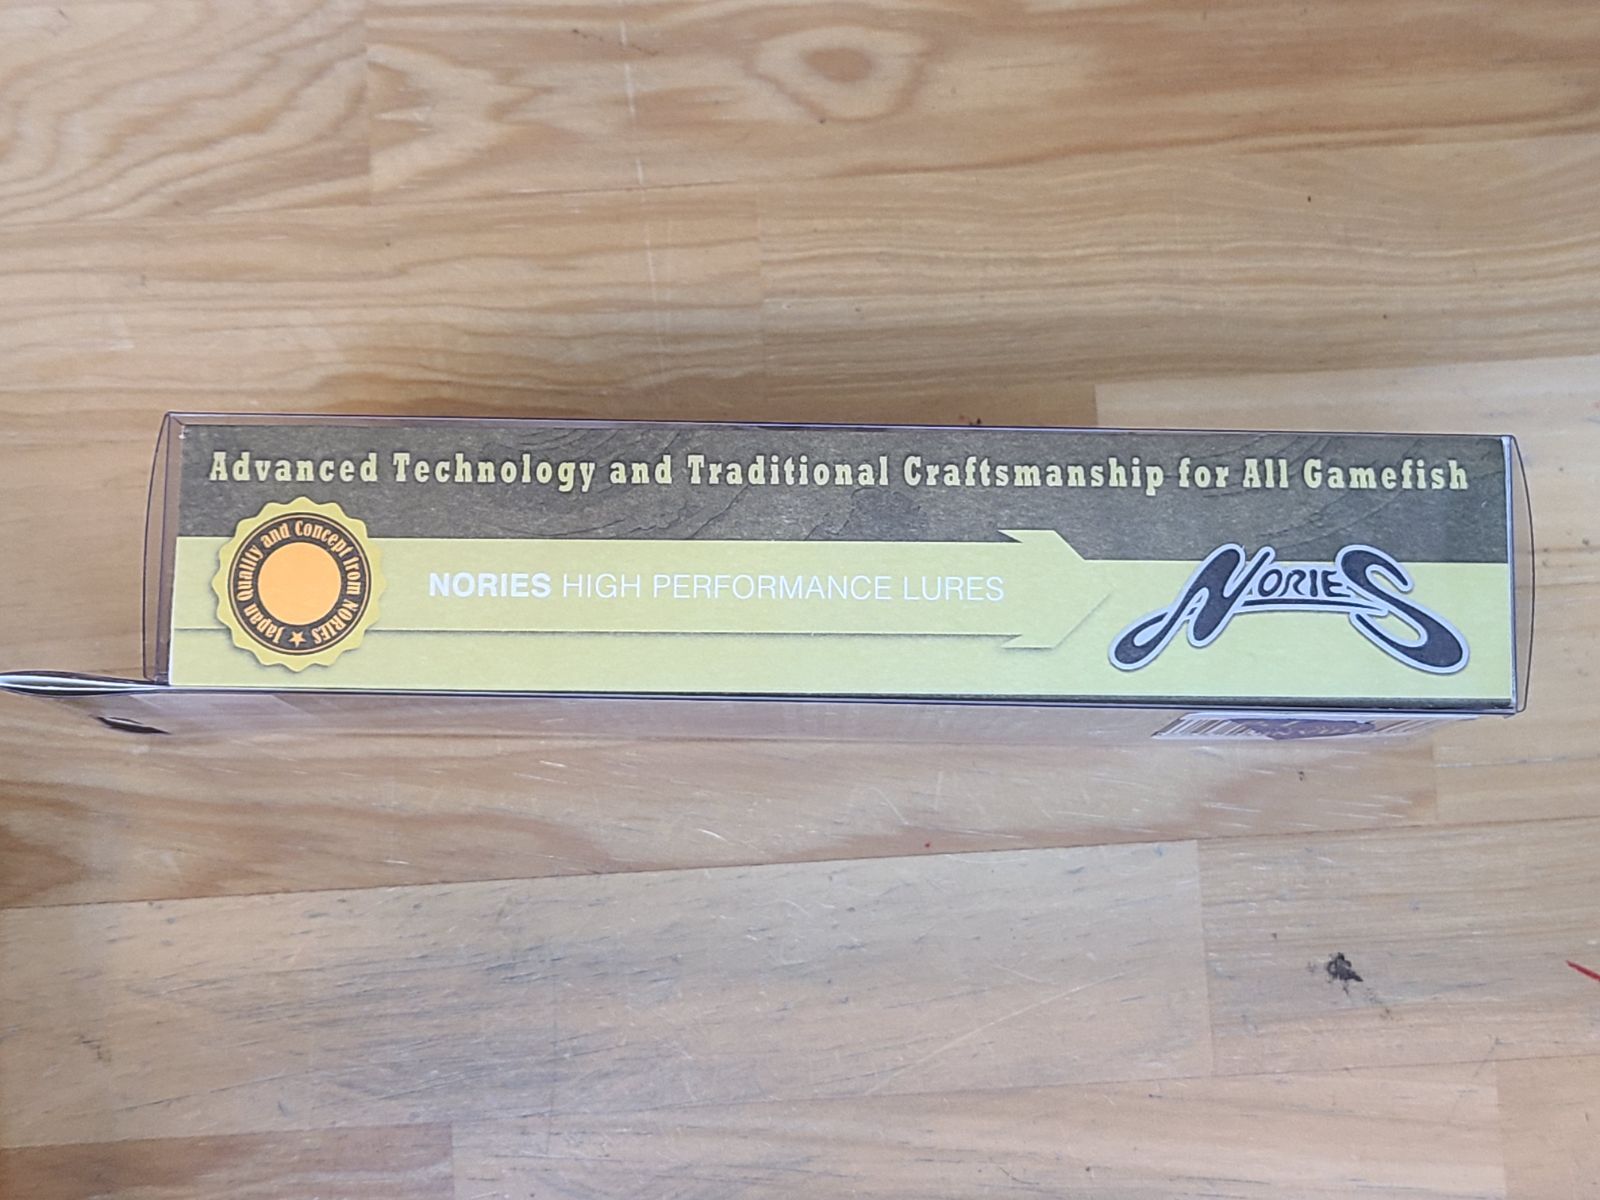 Advanced Technology and Traditional Craftsmanship for All Gamefish
Japan Quality and Concept from NORIES ★
NORIES HIGH PERFORMANCE LURES
NORIES